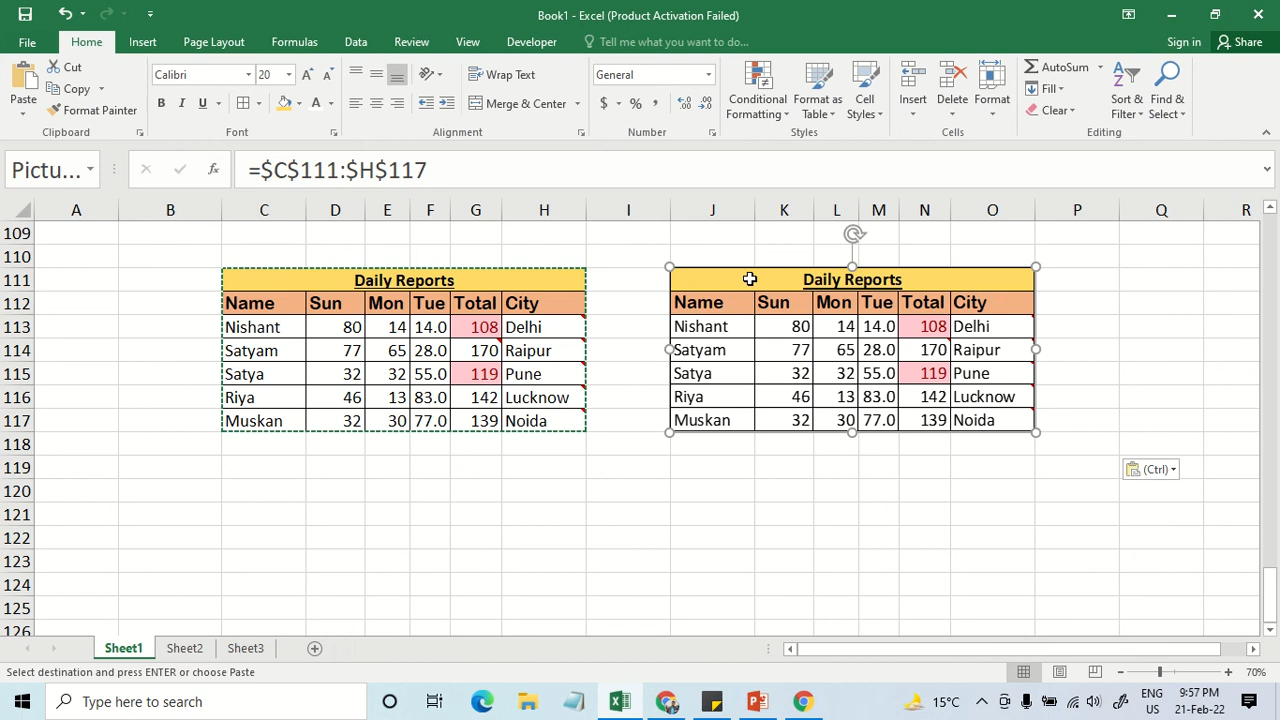 Book1 - Excel (Product Activation Failed)
File Home Insert Page Layout Formulas Data Review View Developer Tell me what you want to do... Sign in Share
Cut
Copy
Format Painter
Paste
Clipboard
Calibri 20
B I U
Font
Wrap Text
Merge & Center
Alignment
General
$ % ,
Number
Conditional Formatting
Format as Table
Cell Styles
Styles
Insert Delete Format
Cells
AutoSum
Fill
Clear
Sort & Filter
Find & Select
Editing
Pictu... fx =$C$111:$H$117
A B C D E F G H I J K L M N O P Q R
109
110
111 Daily Reports Daily Reports
112 Name Sun Mon Tue Total City Name Sun Mon Tue Total City
113 Nishant 80 14 14.0 108 Delhi Nishant 80 14 14.0 108 Delhi
114 Satyam 77 65 28.0 170 Raipur Satyam 77 65 28.0 170 Raipur
115 Satya 32 32 55.0 119 Pune Satya 32 32 55.0 119 Pune
116 Riya 46 13 83.0 142 Lucknow Riya 46 13 83.0 142 Lucknow
117 Muskan 32 30 77.0 139 Noida Muskan 32 30 77.0 139 Noida
118
119 (Ctrl)
120
121
122
123
124
125
126
Sheet1 Sheet2 Sheet3
Select destination and press ENTER or choose Paste 70%
Type here to search 15°C ENG US 9:57 PM 21-Feb-22